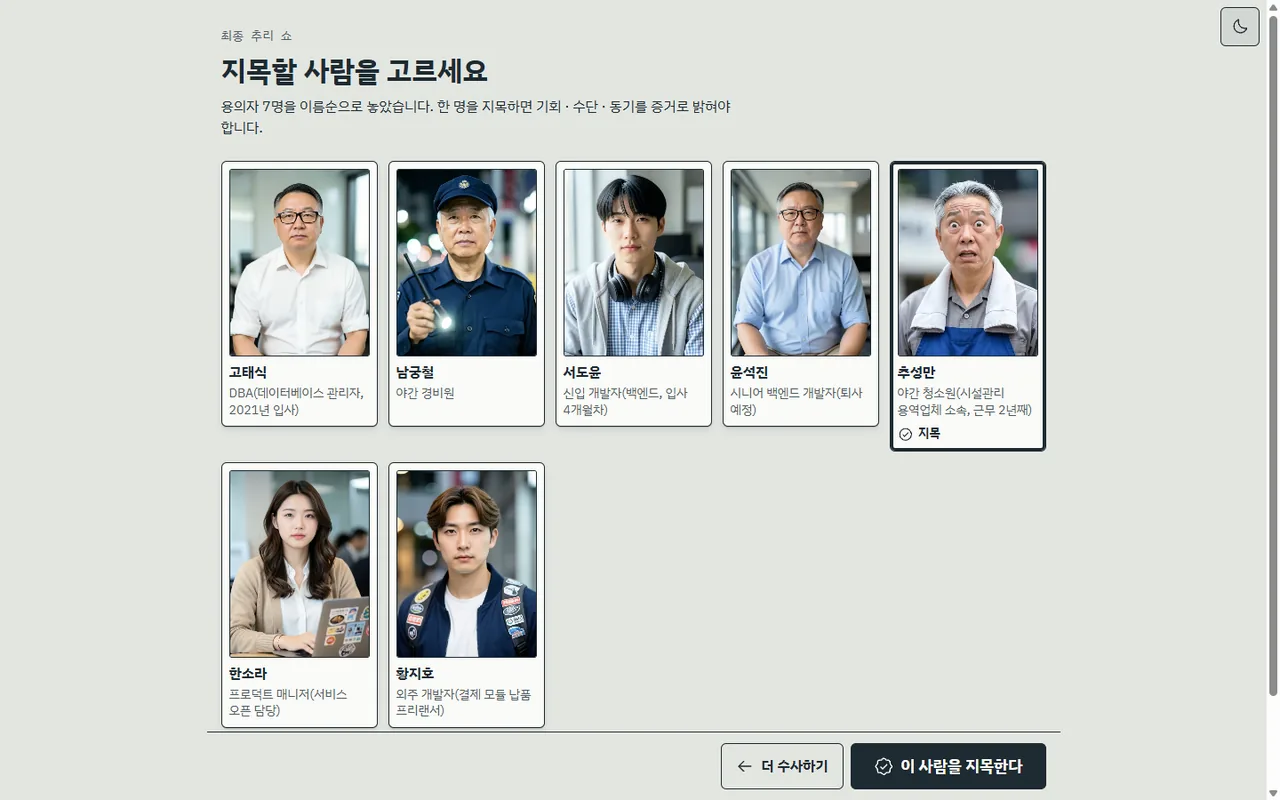 최종 추리 쇼
지목할 사람을 고르세요
용의자 7명을 이름순으로 놓았습니다. 한 명을 지목하면 기회 · 수단 · 동기를 증거로 밝혀야
합니다.
고태식
DBA(데이터베이스 관리자,
2021년 입사)
남궁철
야간 경비원
서도윤
신입 개발자(백엔드, 입사
4개월차)
윤석진
시니어 백엔드 개발자(퇴사
예정)
추성만
야간 청소원(시설관리
용역업체 소속, 근무 2년째)
지목
한소라
프로덕트 매니저(서비스
오픈 담당)
황지호
외주 개발자(결제 모듈 납품
프리랜서)
더 수사하기
이 사람을 지목한다